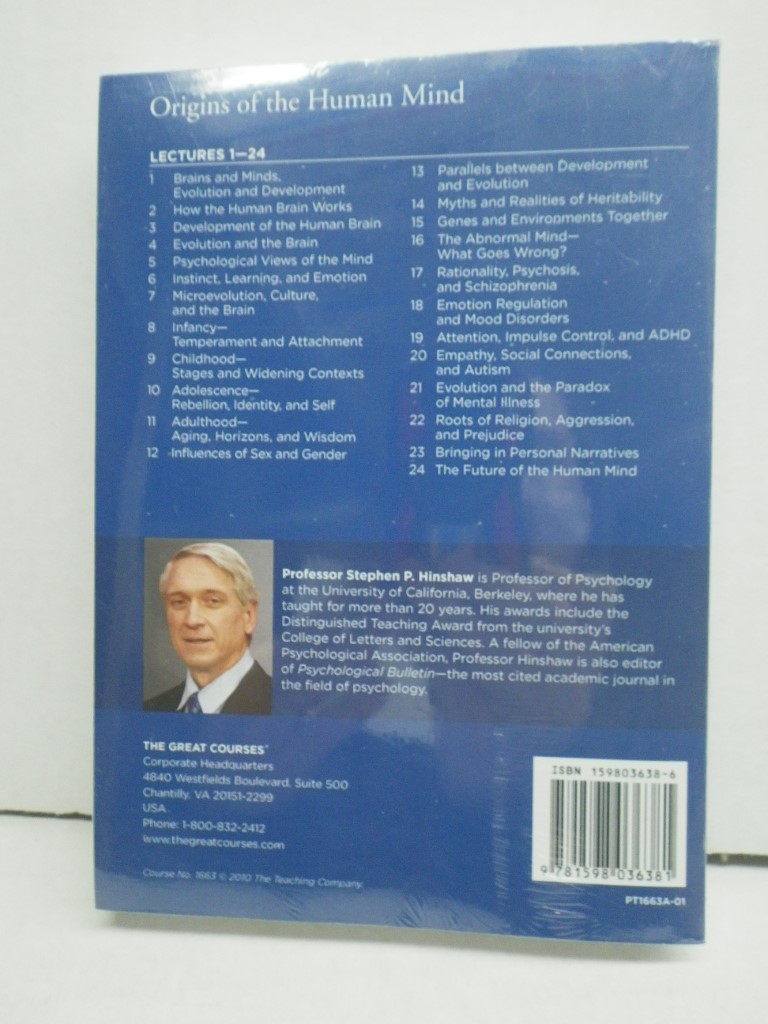 Origins of the Human Mind
LECTURES 1—24
1 Brains and Minds,
Evolution and Development
2 How the Human Brain Works
3 Development of the Human Brain
4 Evolution and the Brain
5 Psychological Views of the Mind
6 Instinct, Learning, and Emotion
7 Microevolution, Culture,
and the Brain
8 Infancy—
Temperament and Attachment
9 Childhood—
Stages and Widening Contexts
10 Adolescence—
Rebellion, Identity, and Self
11 Adulthood—
Aging, Horizons, and Wisdom
12 Influences of Sex and Gender
13 Parallels between Development
and Evolution
14 Myths and Realities of Heritability
15 Genes and Environments Together
16 The Abnormal Mind—
What Goes Wrong?
17 Rationality, Psychosis,
and Schizophrenia
18 Emotion Regulation
and Mood Disorders
19 Attention, Impulse Control, and ADHD
20 Empathy, Social Connections,
and Autism
21 Evolution and the Paradox
of Mental Illness
22 Roots of Religion, Aggression,
and Prejudice
23 Bringing in Personal Narratives
24 The Future of the Human Mind
Professor Stephen P. Hinshaw is Professor of Psychology
at the University of California, Berkeley, where he has
taught for more than 20 years. His awards include the
Distinguished Teaching Award from the university's
College of Letters and Sciences. A fellow of the American
Psychological Association, Professor Hinshaw is also editor
of Psychological Bulletin—the most cited academic journal in
the field of psychology.
THE GREAT COURSES®
Corporate Headquarters
4840 Westfields Boulevard, Suite 500
Chantilly, VA 20151-2299
USA
Phone: 1-800-832-2412
www.thegreatcourses.com
Course No. 1663 © 2010 The Teaching Company.
ISBN 159803638-6
9 781598 036381
PT1663A-01